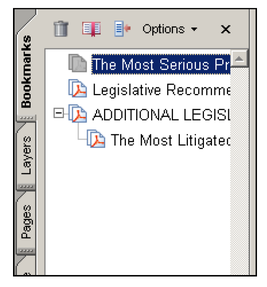 Options
Bookmarks
The Most Serious Pr
Legislative Recomme
ADDITIONAL LEGISL
The Most Litigated
Layers
Pages